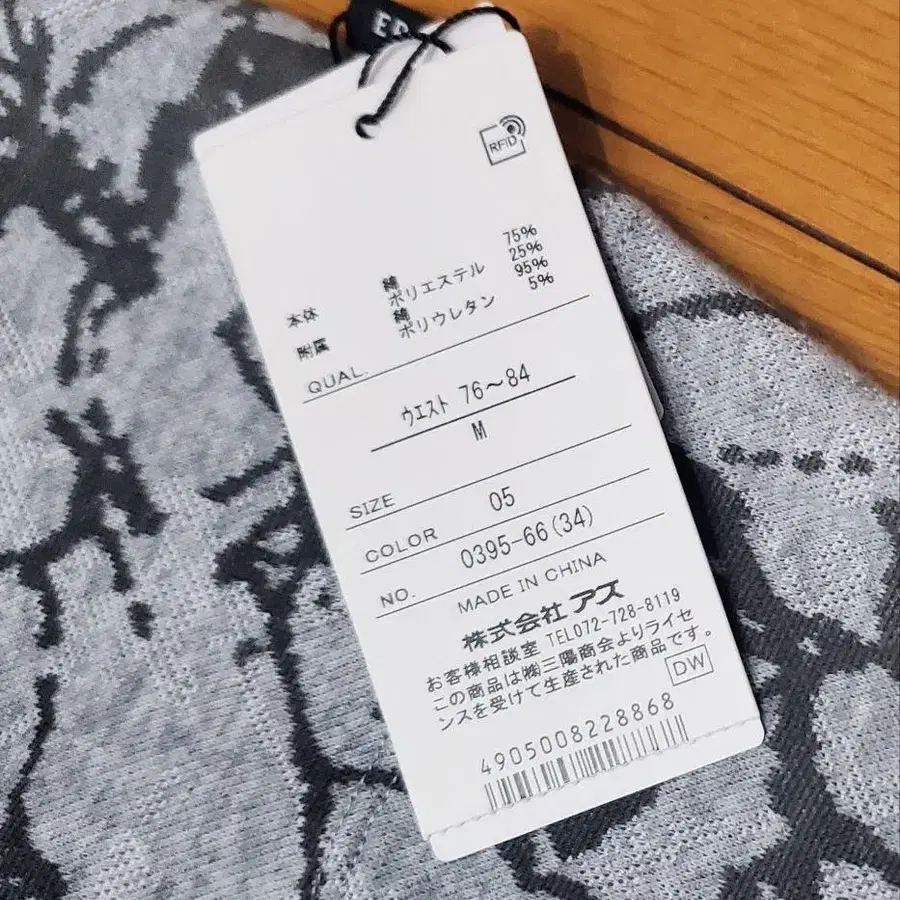 RFID
本体 綿 75%
ポリエステル 25%
附属 綿 95%
ポリウレタン 5%
QUAL.
ウエスト 76～84
M
SIZE
COLOR 05
NO. 0395-66(34)
MADE IN CHINA
株式会社 アズ
お客様相談室 TEL072-728-8119
この商品は㈱三陽商会よりライセ
ンスを受けて生産された商品です。
DW
4905008228868